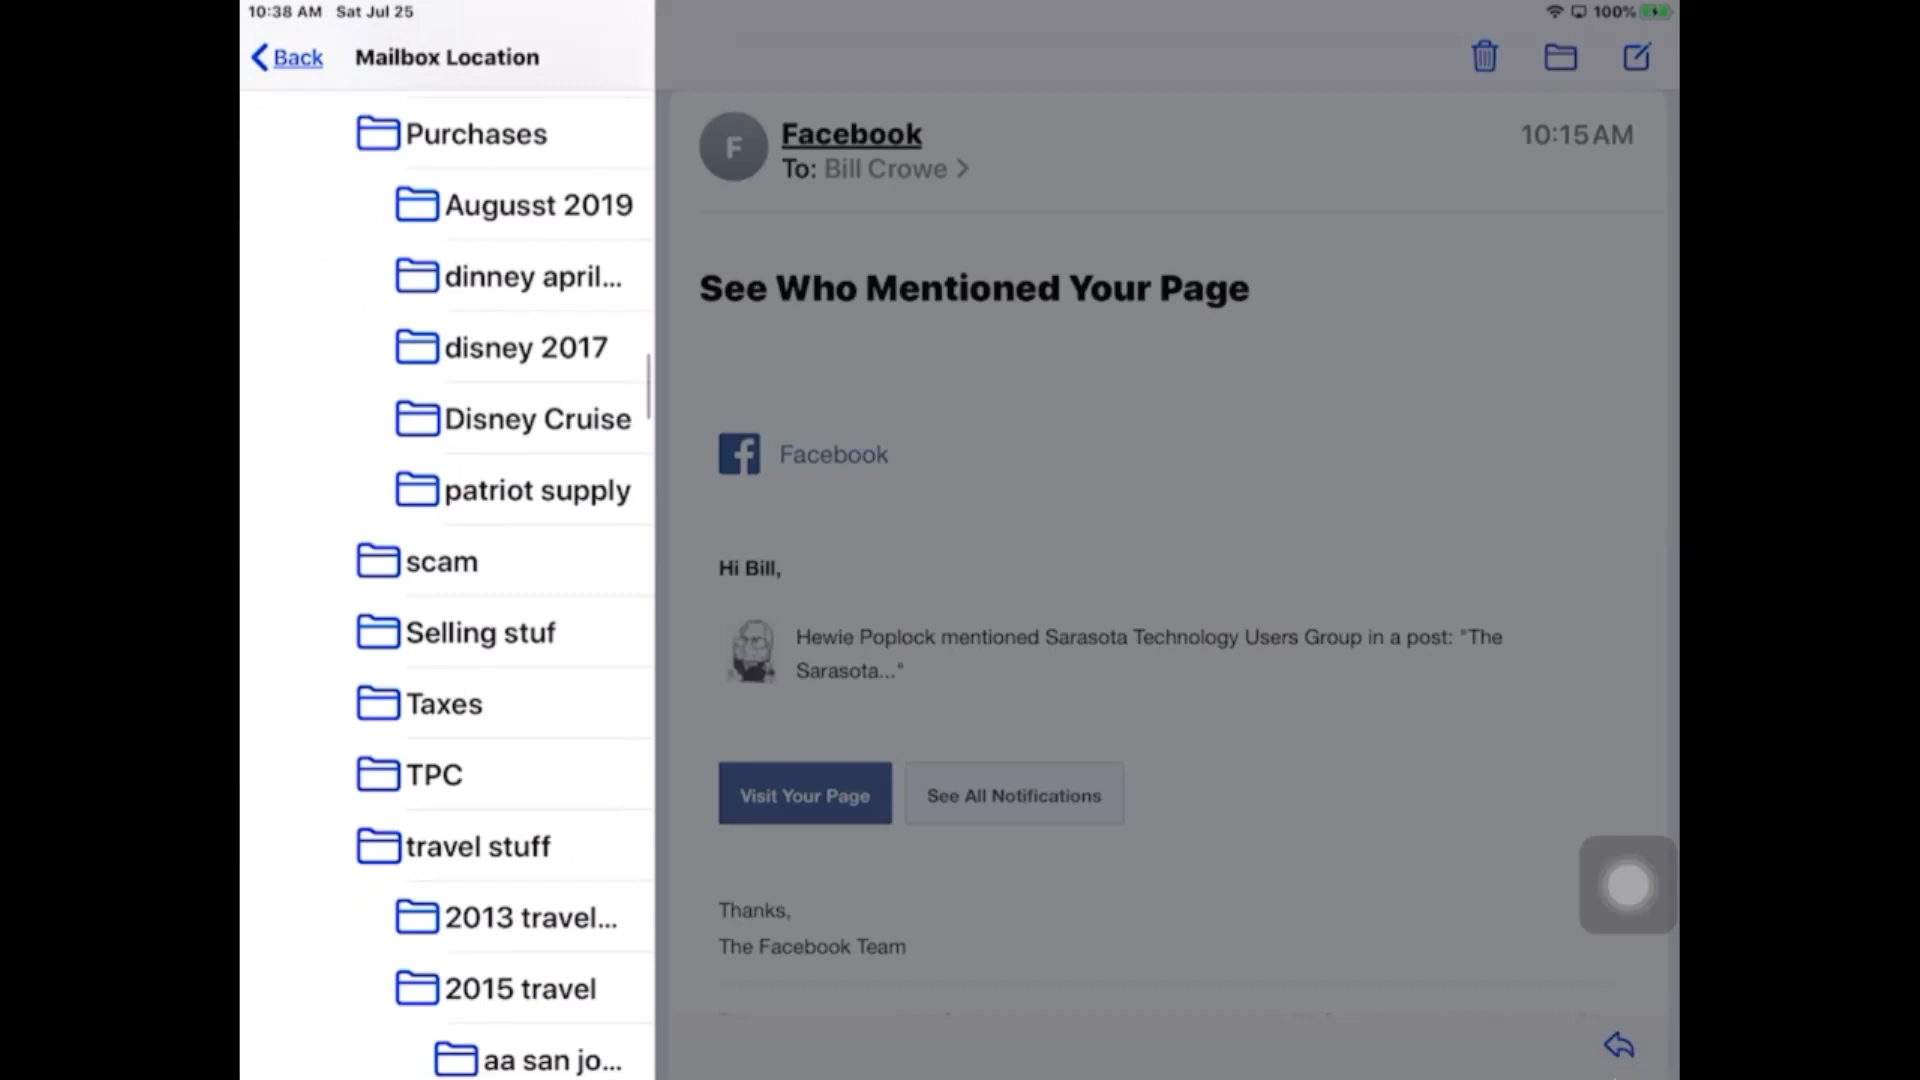 10:38 AM Sat Jul 25
100%
Back
Mailbox Location
Purchases
Augusst 2019
dinney april...
disney 2017
Disney Cruise
patriot supply
scam
Selling stuf
Taxes
TPC
travel stuff
2013 travel...
2015 travel
aa san jo...
F
Facebook
10:15 AM
To: Bill Crowe
See Who Mentioned Your Page
Facebook
Hi Bill,
Hewie Poplock mentioned Sarasota Technology Users Group in a post: "The
Sarasota..."
Visit Your Page
See All Notifications
Thanks,
The Facebook Team